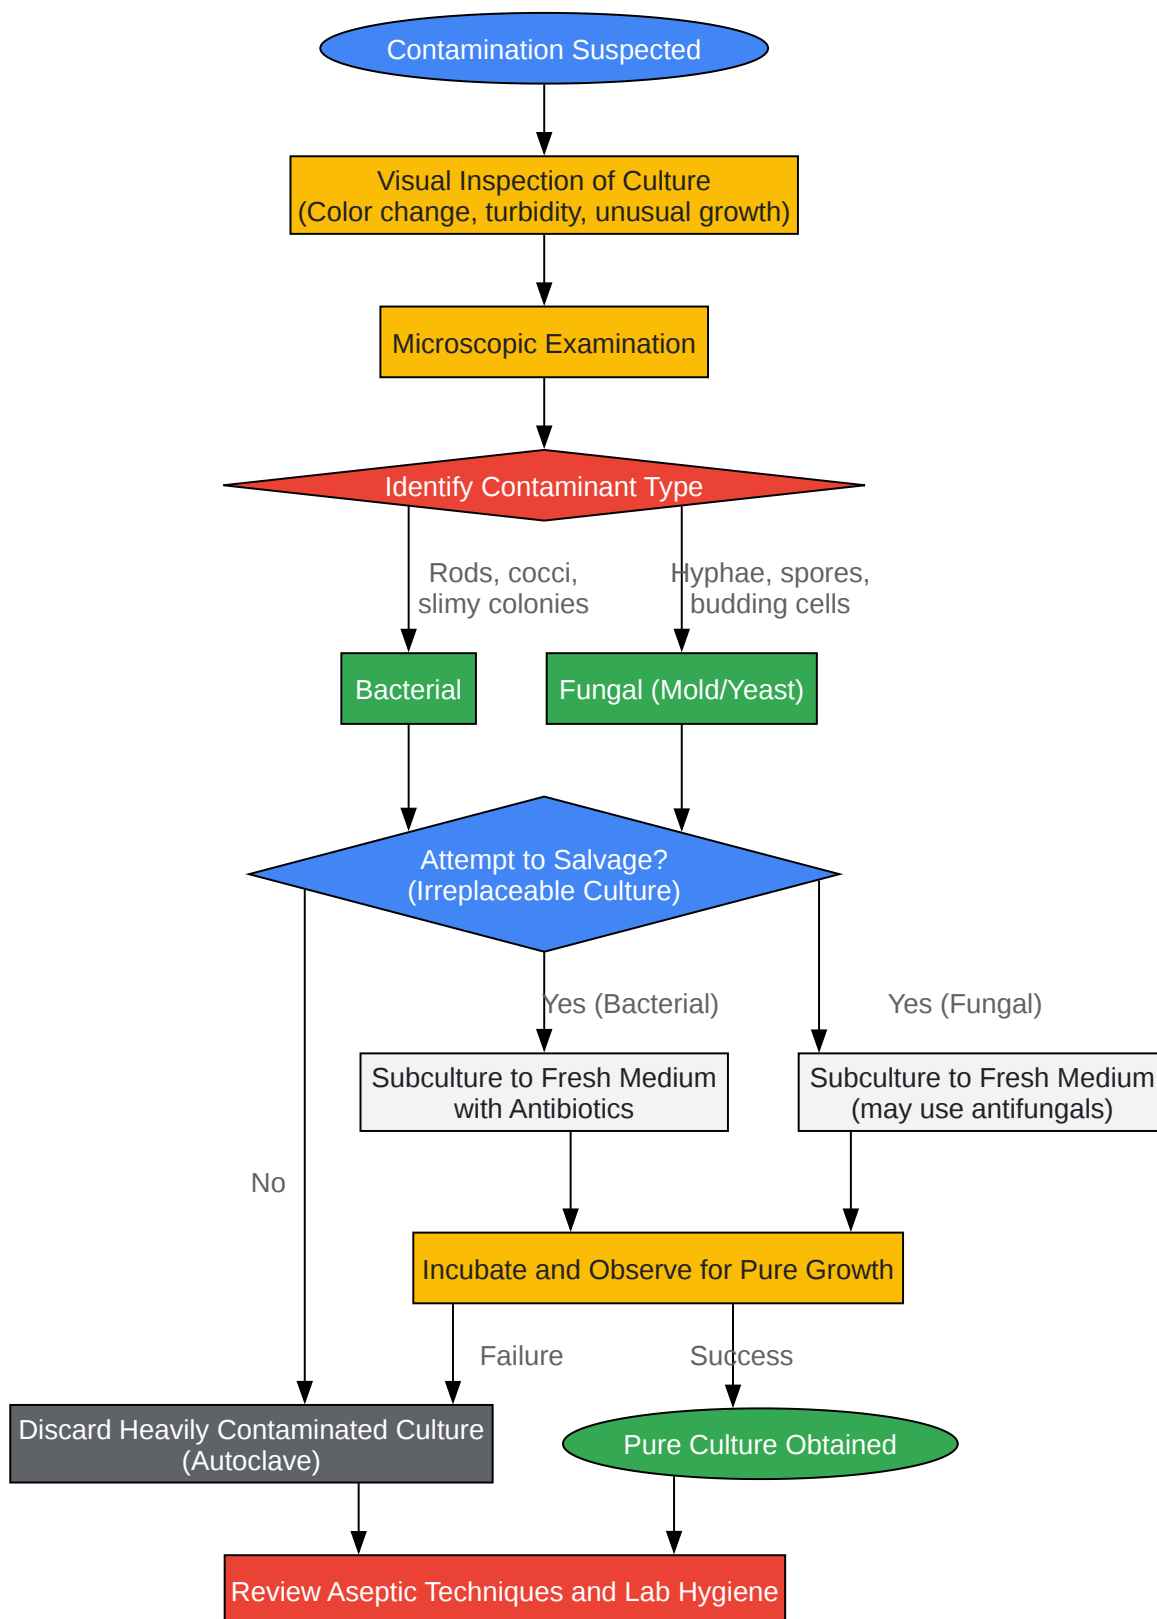 Contamination Suspected
Visual Inspection of Culture
(Color change, turbidity, unusual growth)
Microscopic Examination
Identify Contaminant Type
Rods, cocci,
slimy colonies
Hyphae, spores,
budding cells
Bacterial
Fungal (Mold/Yeast)
Attempt to Salvage?
(Irreplaceable Culture)
Yes (Bacterial)
Yes (Fungal)
Subculture to Fresh Medium
with Antibiotics
Subculture to Fresh Medium
(may use antifungals)
No
Incubate and Observe for Pure Growth
Failure
Success
Discard Heavily Contaminated Culture
(Autoclave)
Pure Culture Obtained
Review Aseptic Techniques and Lab Hygiene